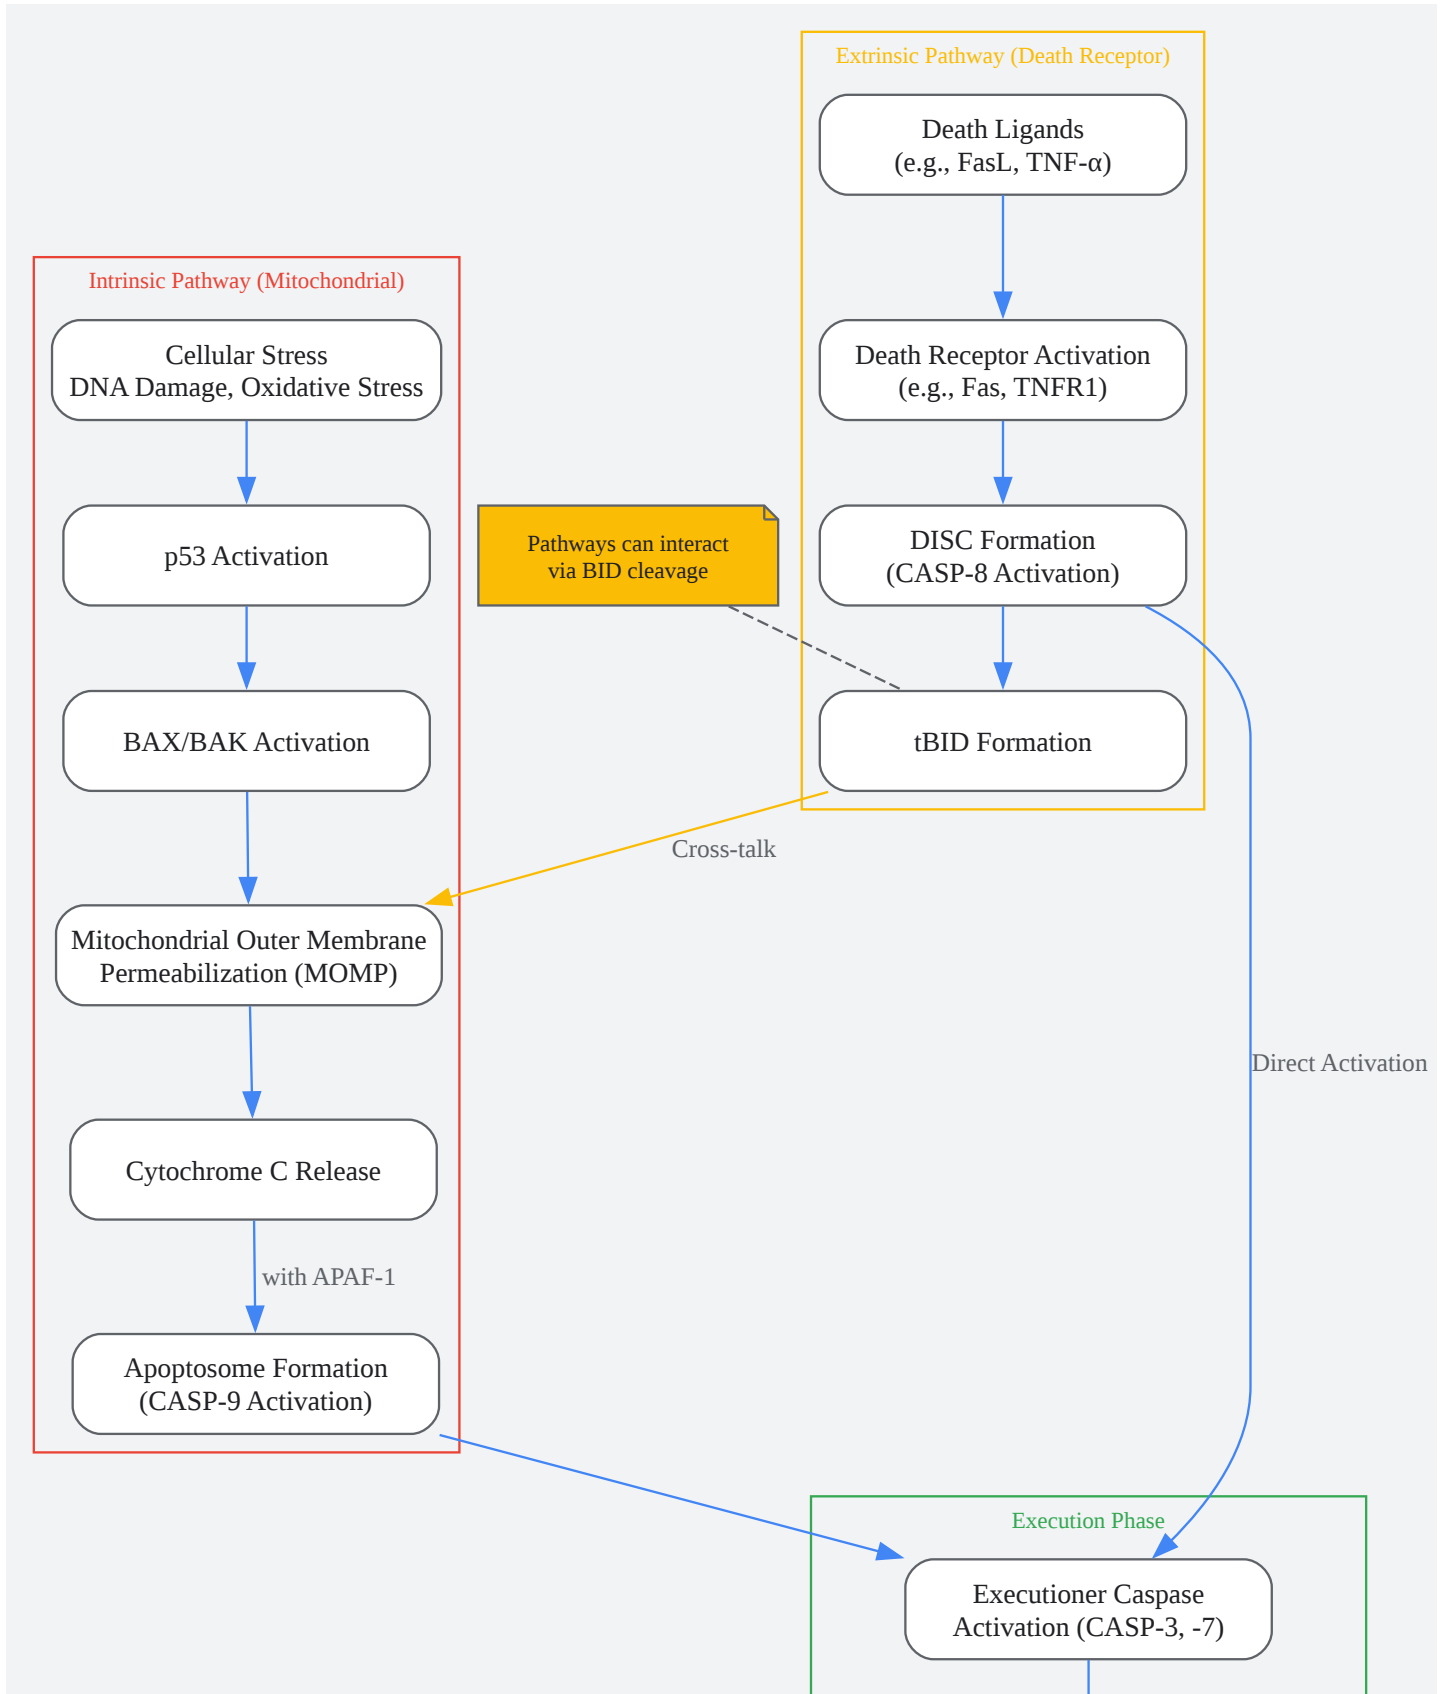 Extrinsic Pathway (Death Receptor)
Death Ligands
(e.g., FasL, TNF-α)
Intrinsic Pathway (Mitochondrial)
Cellular Stress
DNA Damage, Oxidative Stress
Death Receptor Activation
(e.g., Fas, TNFR1)
p53 Activation
Pathways can interact
via BID cleavage
DISC Formation
(CASP-8 Activation)
BAX/BAK Activation
tBID Formation
Cross-talk
Mitochondrial Outer Membrane
Permeabilization (MOMP)
Direct Activation
Cytochrome C Release
with APAF-1
Apoptosome Formation
(CASP-9 Activation)
Execution Phase
Executioner Caspase
Activation (CASP-3, -7)